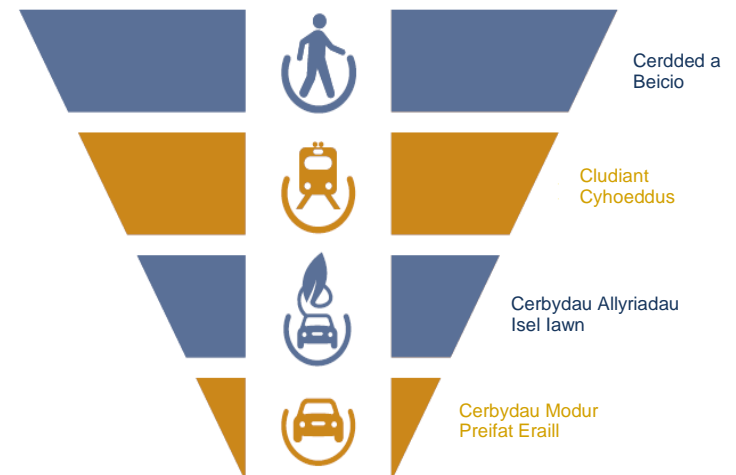 Cerdded a
Beicio
Cludiant
Cyhoeddus
Cerbydau Allyriadau
Isel Iawn
Cerbydau Modur
Preifat Eraill